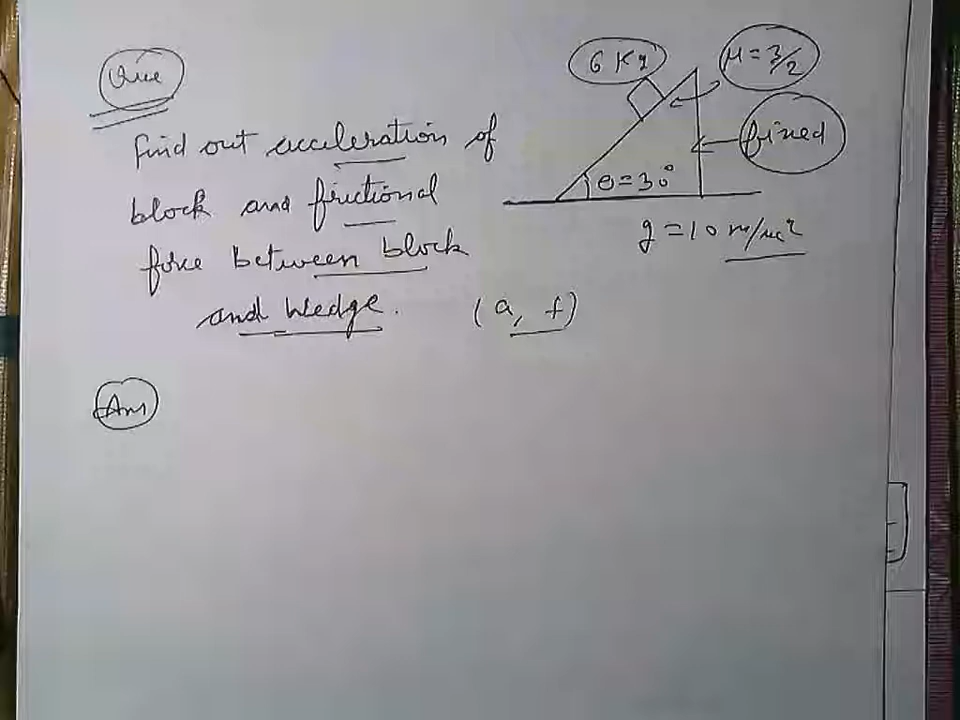 Que
Find out acceleration of
block and frictional
force between block
and Wedge. (a, f)
6 Kg
μ = 3/2
fixed
θ = 30°
g = 10 m/sec²
Ans